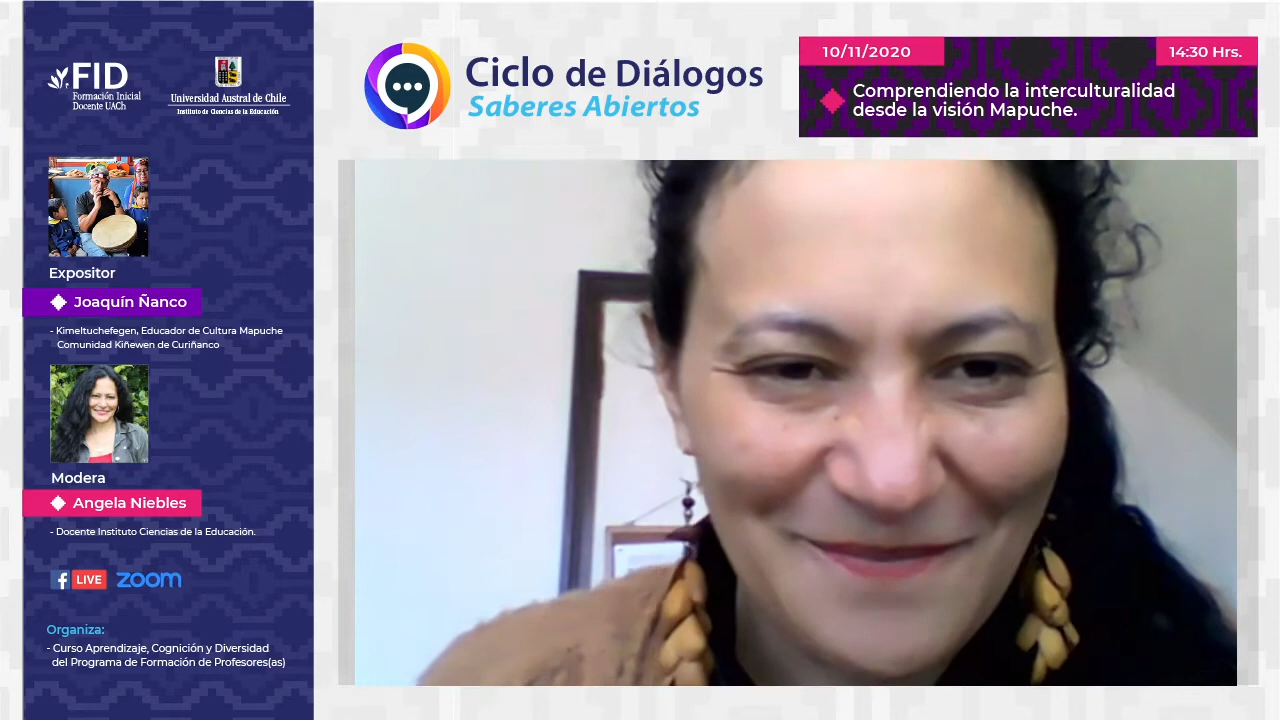 FID
Formación Inicial
Docente UACh
Universidad Austral de Chile
Instituto de Ciencias de la Educación
Expositor
Joaquín Ñanco
- Kimeltuchefegen, Educador de Cultura Mapuche
Comunidad Kiñewen de Curiñanco
Modera
Angela Niebles
- Docente Instituto Ciencias de la Educación.
f LIVE zoom
Organiza:
- Curso Aprendizaje, Cognición y Diversidad
del Programa de Formación de Profesores(as)
Ciclo de Diálogos
Saberes Abiertos
10/11/2020
14:30 Hrs.
Comprendiendo la interculturalidad
desde la visión Mapuche.